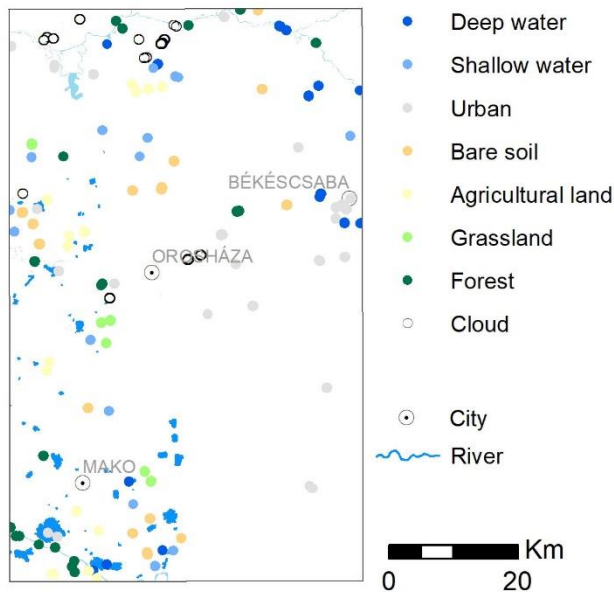 Deep water
Shallow water
Urban
Bare soil
BÉKÉSCSABA
Agricultural land
Grassland
OROSHÁZA
Forest
Cloud
City
River
MAKO
Km
0 20